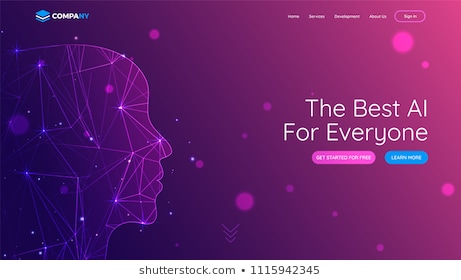 COMPANY
Home Services Development About Us Sign In
The Best AI
For Everyone
GET STARTED FOR FREE LEARN MORE
shutterstock.com • 1115942345